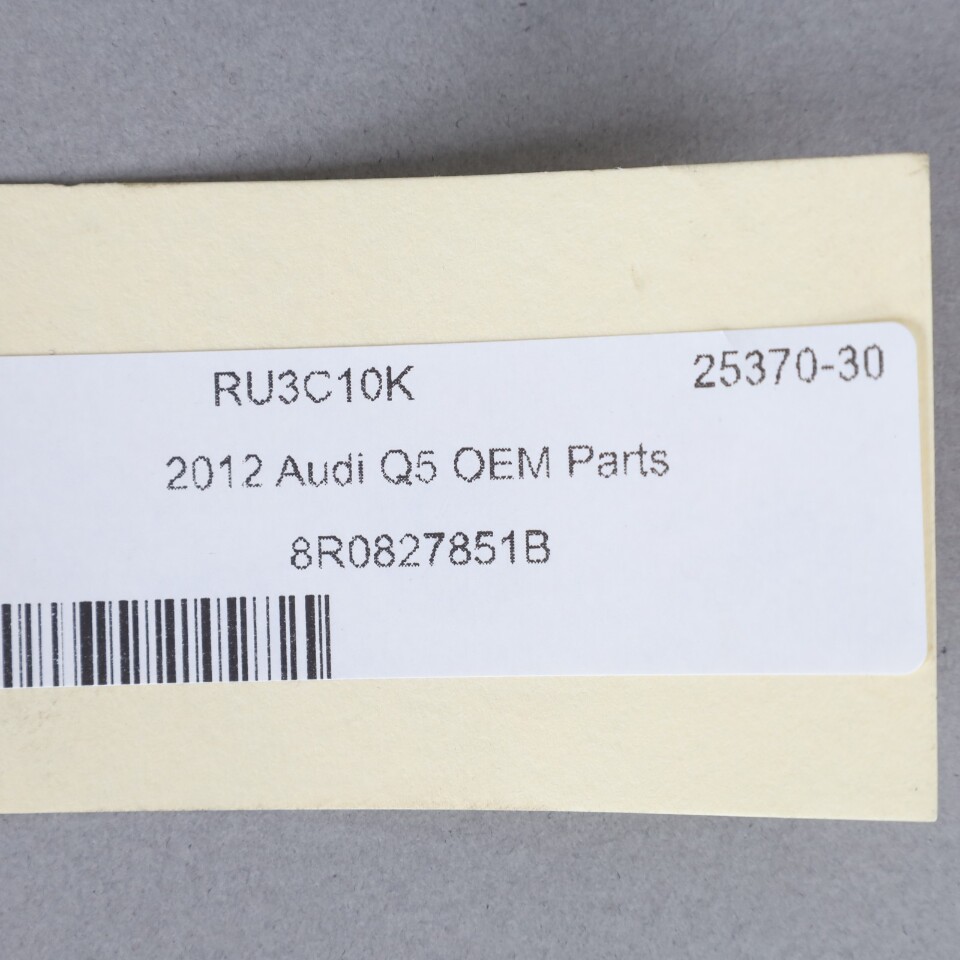 RU3C10K 25370-30
2012 Audi Q5 OEM Parts
8R0827851B